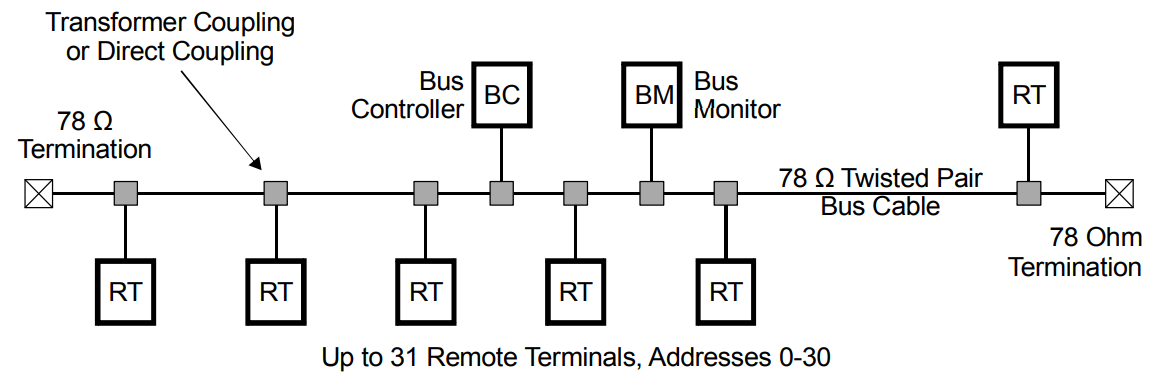 Transformer Coupling
or Direct Coupling
Bus
Controller
BC
BM
Bus
Monitor
RT
78 Ω
Termination
78 Ω Twisted Pair
Bus Cable
78 Ohm
Termination
RT
RT
RT
RT
RT
Up to 31 Remote Terminals, Addresses 0-30